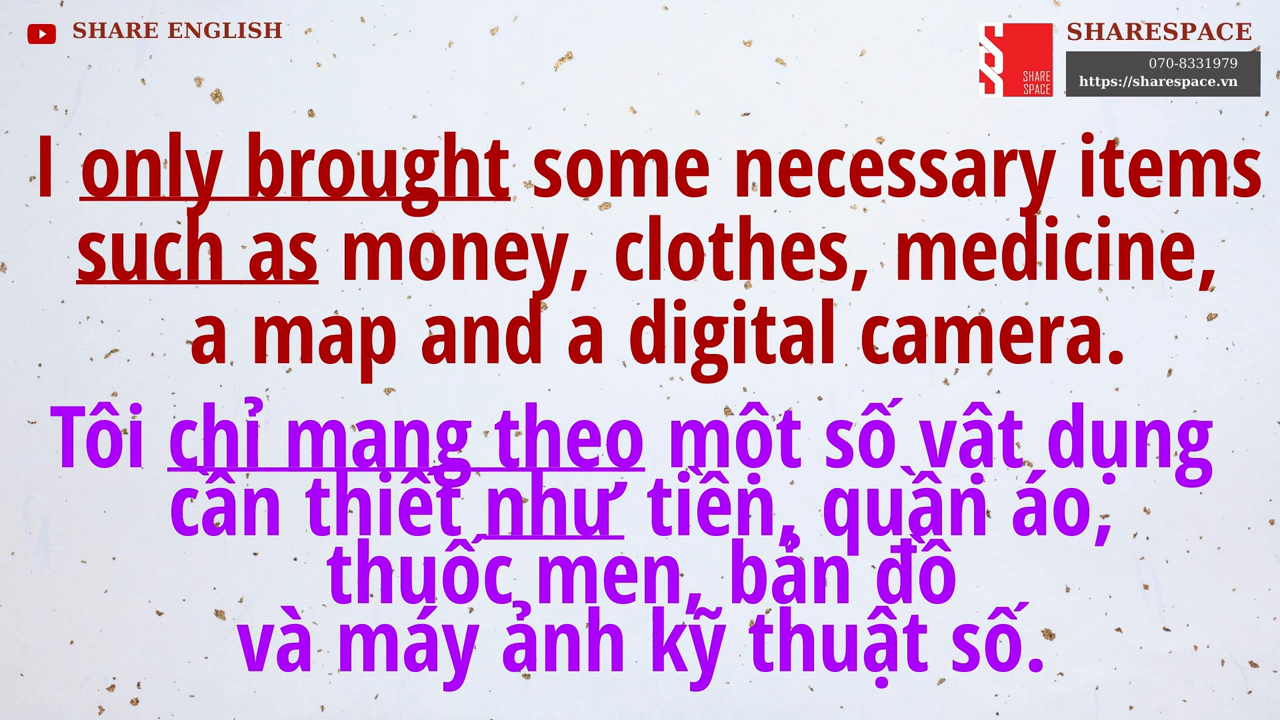 SHARE ENGLISH
SHARESPACE
070-8331979
https://sharespace.vn
SHARE
SPACE
I only brought some necessary items
such as money, clothes, medicine,
a map and a digital camera.
Tôi chỉ mang theo một số vật dụng
cần thiết như tiền, quần áo,
thuốc men, bản đồ
và máy ảnh kỹ thuật số.